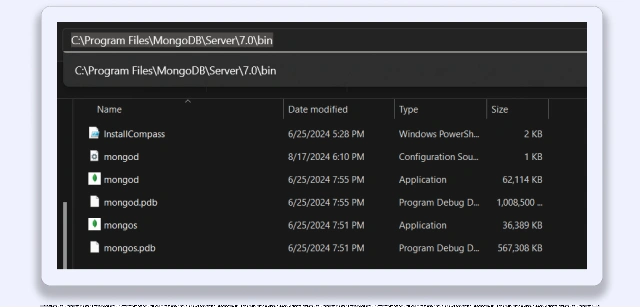 C:\Program Files\MongoDB\Server\7.0\bin
C:\Program Files\MongoDB\Server\7.0\bin
Name Date modified Type Size
InstallCompass 6/25/2024 5:28 PM Windows PowerSh... 2 KB
mongod 8/17/2024 6:10 PM Configuration Sou... 1 KB
mongod 6/25/2024 7:55 PM Application 62,114 KB
mongod.pdb 6/25/2024 7:55 PM Program Debug D... 1,008,500 ...
mongos 6/25/2024 7:51 PM Application 36,389 KB
mongos.pdb 6/25/2024 7:51 PM Program Debug D... 567,308 KB